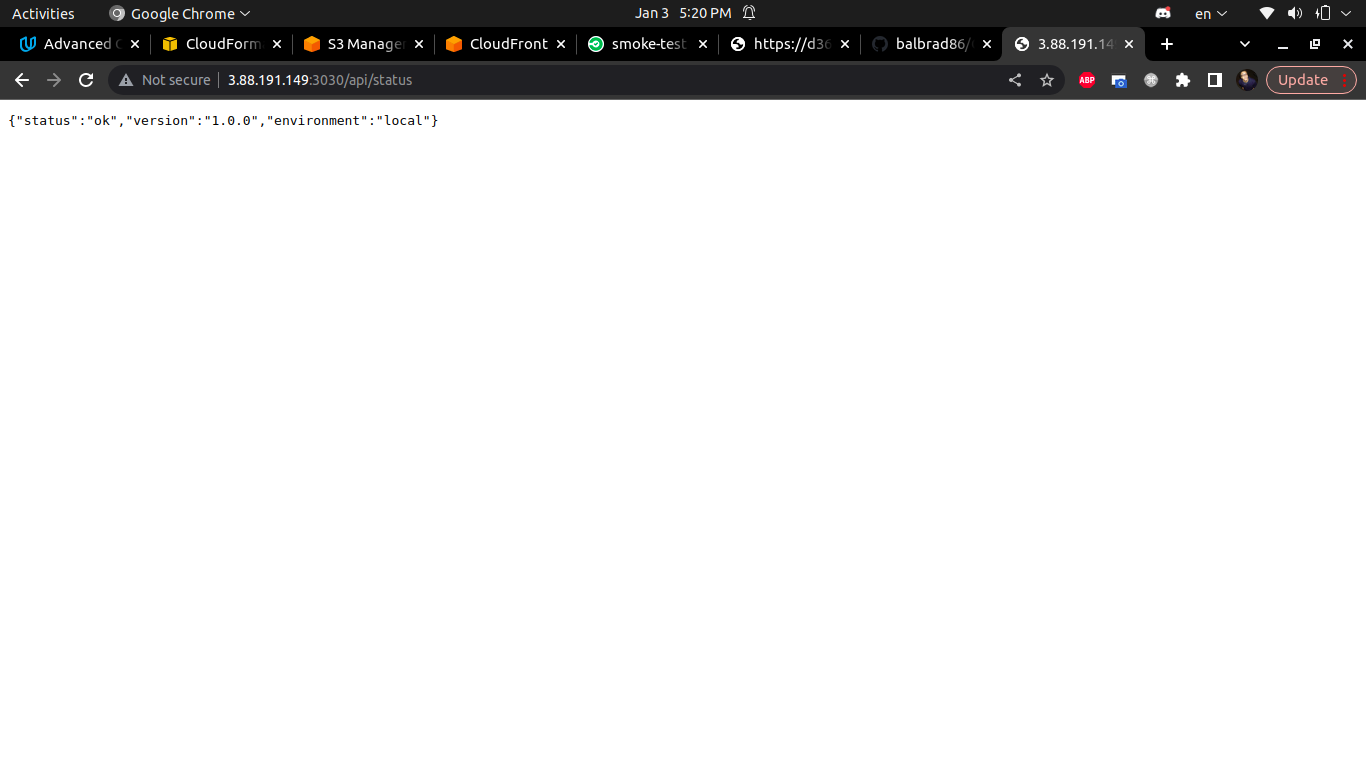 Activities Google Chrome Jan 3 5:20 PM en
Advanced CloudForm S3 Manage CloudFront smoke-test https://d36 balbrad86/ 3.88.191.14
Not secure 3.88.191.149:3030/api/status ABP Update
{"status":"ok","version":"1.0.0","environment":"local"}